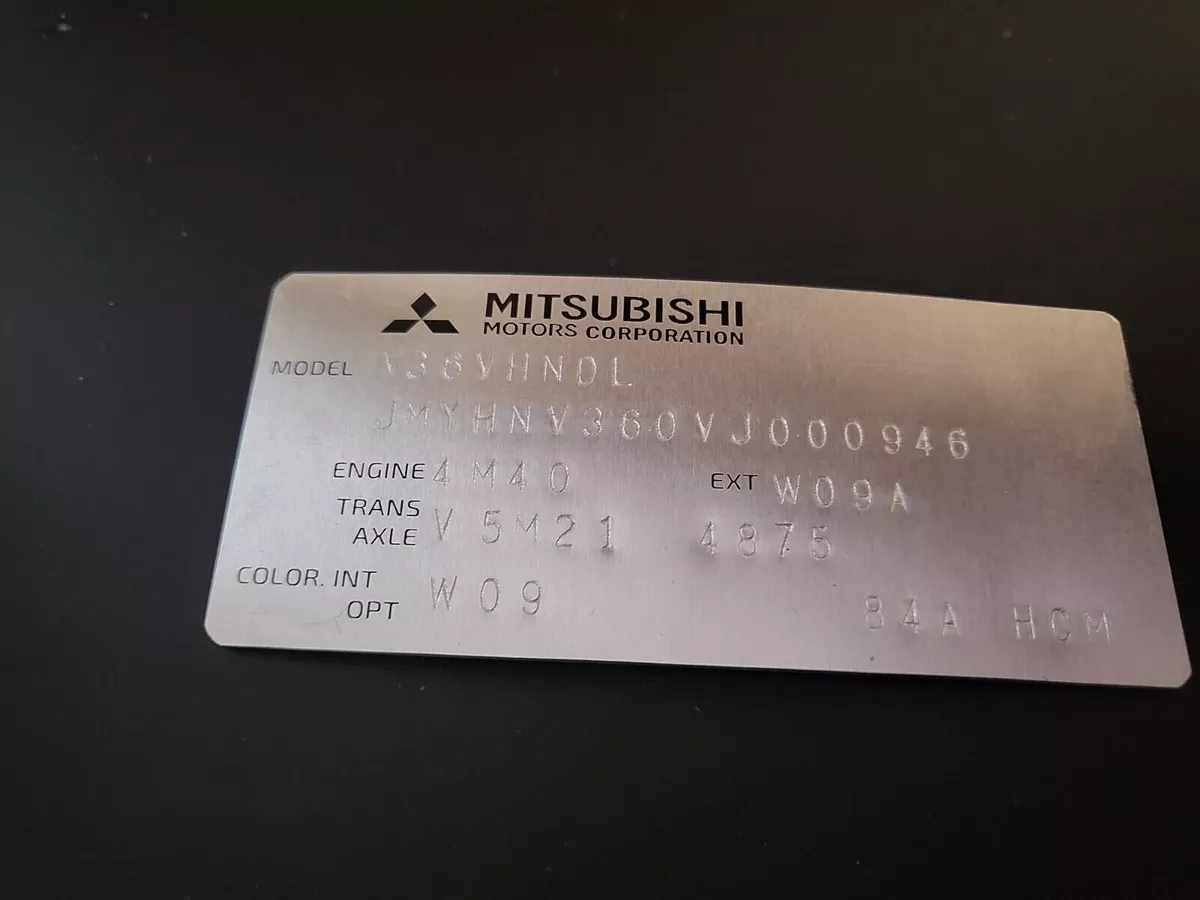 MITSUBISHI
MOTORS CORPORATION
MODEL V36VHNDL
JMYHNV360VJ000946
ENGINE 4M40 EXT W09A
TRANS
AXLE V5M21 4875
COLOR. INT W09
OPT 84A HCM